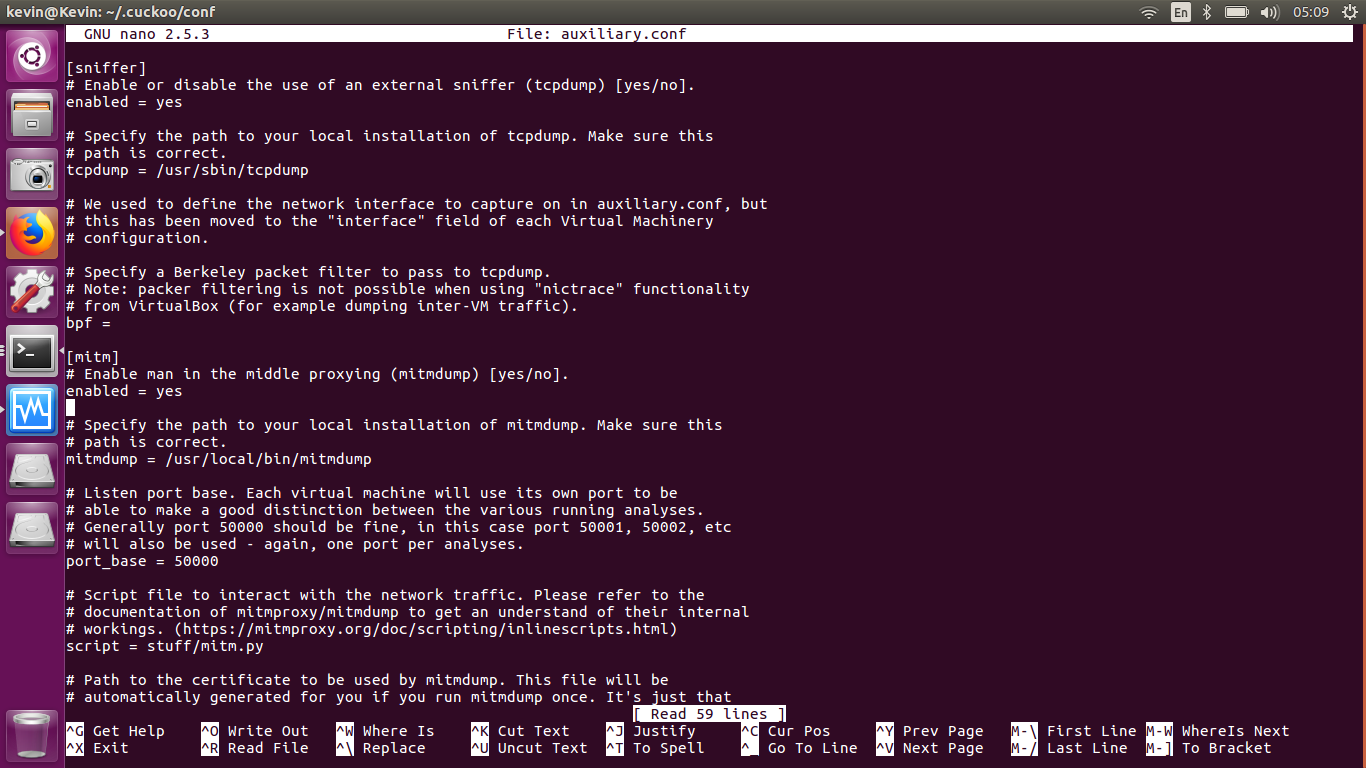 kevin@Kevin: ~/.cuckoo/conf
En
05:09
GNU nano 2.5.3 File: auxiliary.conf
[sniffer]
# Enable or disable the use of an external sniffer (tcpdump) [yes/no].
enabled = yes
# Specify the path to your local installation of tcpdump. Make sure this
# path is correct.
tcpdump = /usr/sbin/tcpdump
# We used to define the network interface to capture on in auxiliary.conf, but
# this has been moved to the "interface" field of each Virtual Machinery
# configuration.
# Specify a Berkeley packet filter to pass to tcpdump.
# Note: packer filtering is not possible when using "nictrace" functionality
# from VirtualBox (for example dumping inter-VM traffic).
bpf =
[mitm]
# Enable man in the middle proxying (mitmdump) [yes/no].
enabled = yes
# Specify the path to your local installation of mitmdump. Make sure this
# path is correct.
mitmdump = /usr/local/bin/mitmdump
# Listen port base. Each virtual machine will use its own port to be
# able to make a good distinction between the various running analyses.
# Generally port 50000 should be fine, in this case port 50001, 50002, etc
# will also be used - again, one port per analyses.
port_base = 50000
# Script file to interact with the network traffic. Please refer to the
# documentation of mitmproxy/mitmdump to get an understand of their internal
# workings. (https://mitmproxy.org/doc/scripting/inlinescripts.html)
script = stuff/mitm.py
# Path to the certificate to be used by mitmdump. This file will be
# automatically generated for you if you run mitmdump once. It's just that
[ Read 59 lines ]
^G Get Help ^O Write Out ^W Where Is ^K Cut Text ^J Justify ^C Cur Pos ^Y Prev Page M-\ First Line M-W WhereIs Next
^X Exit ^R Read File ^\ Replace ^U Uncut Text ^T To Spell ^_ Go To Line ^V Next Page M-/ Last Line M-] To Bracket